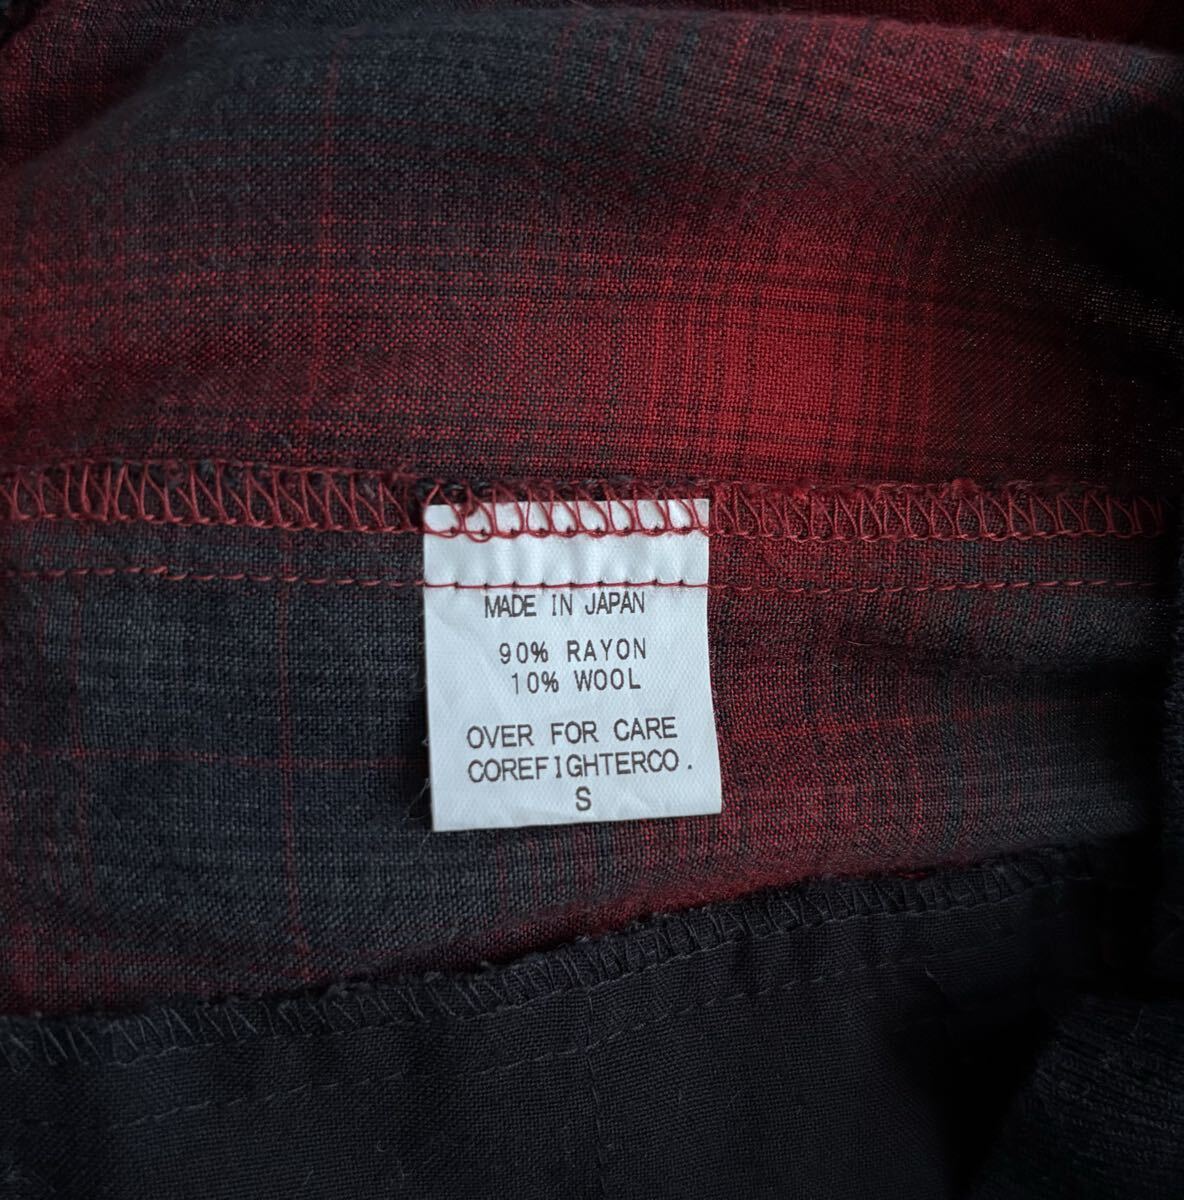 MADE IN JAPAN
90% RAYON
10% WOOL
OVER FOR CARE
COREFIGHTERCO.
S